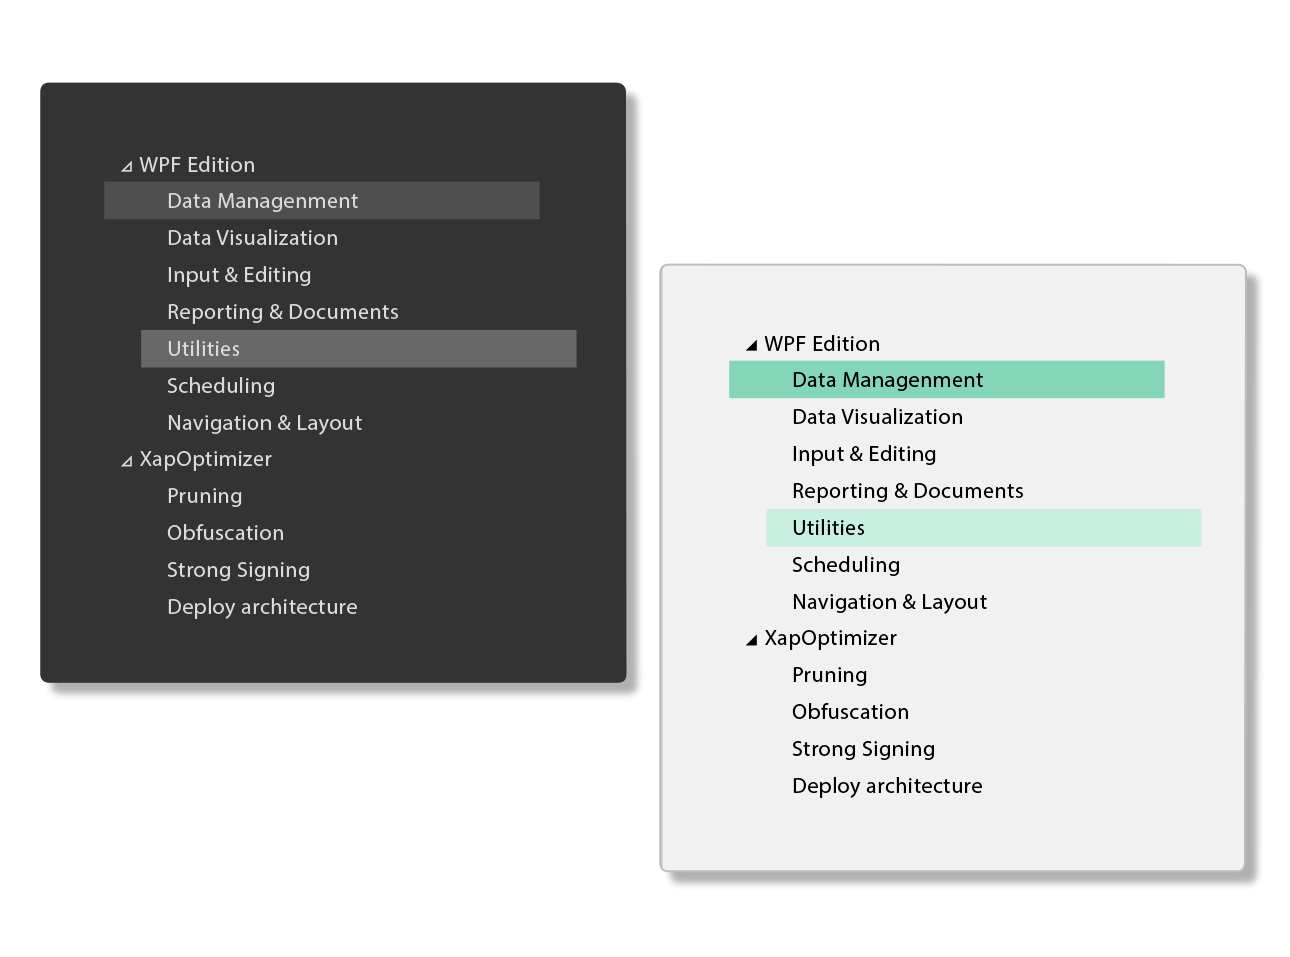 WPF Edition
Data Managenment
Data Visualization
Input & Editing
Reporting & Documents
Utilities
Scheduling
Navigation & Layout
XapOptimizer
Pruning
Obfuscation
Strong Signing
Deploy architecture
WPF Edition
Data Managenment
Data Visualization
Input & Editing
Reporting & Documents
Utilities
Scheduling
Navigation & Layout
XapOptimizer
Pruning
Obfuscation
Strong Signing
Deploy architecture